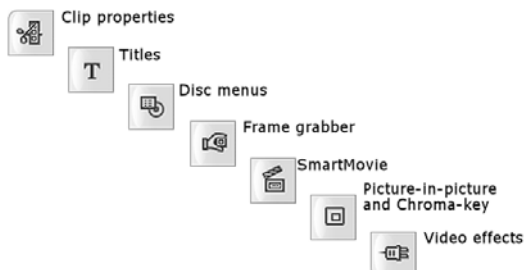 Clip properties
T
Titles
Disc menus
Frame grabber
SmartMovie
Picture-in-picture
and Chroma-key
Video effects